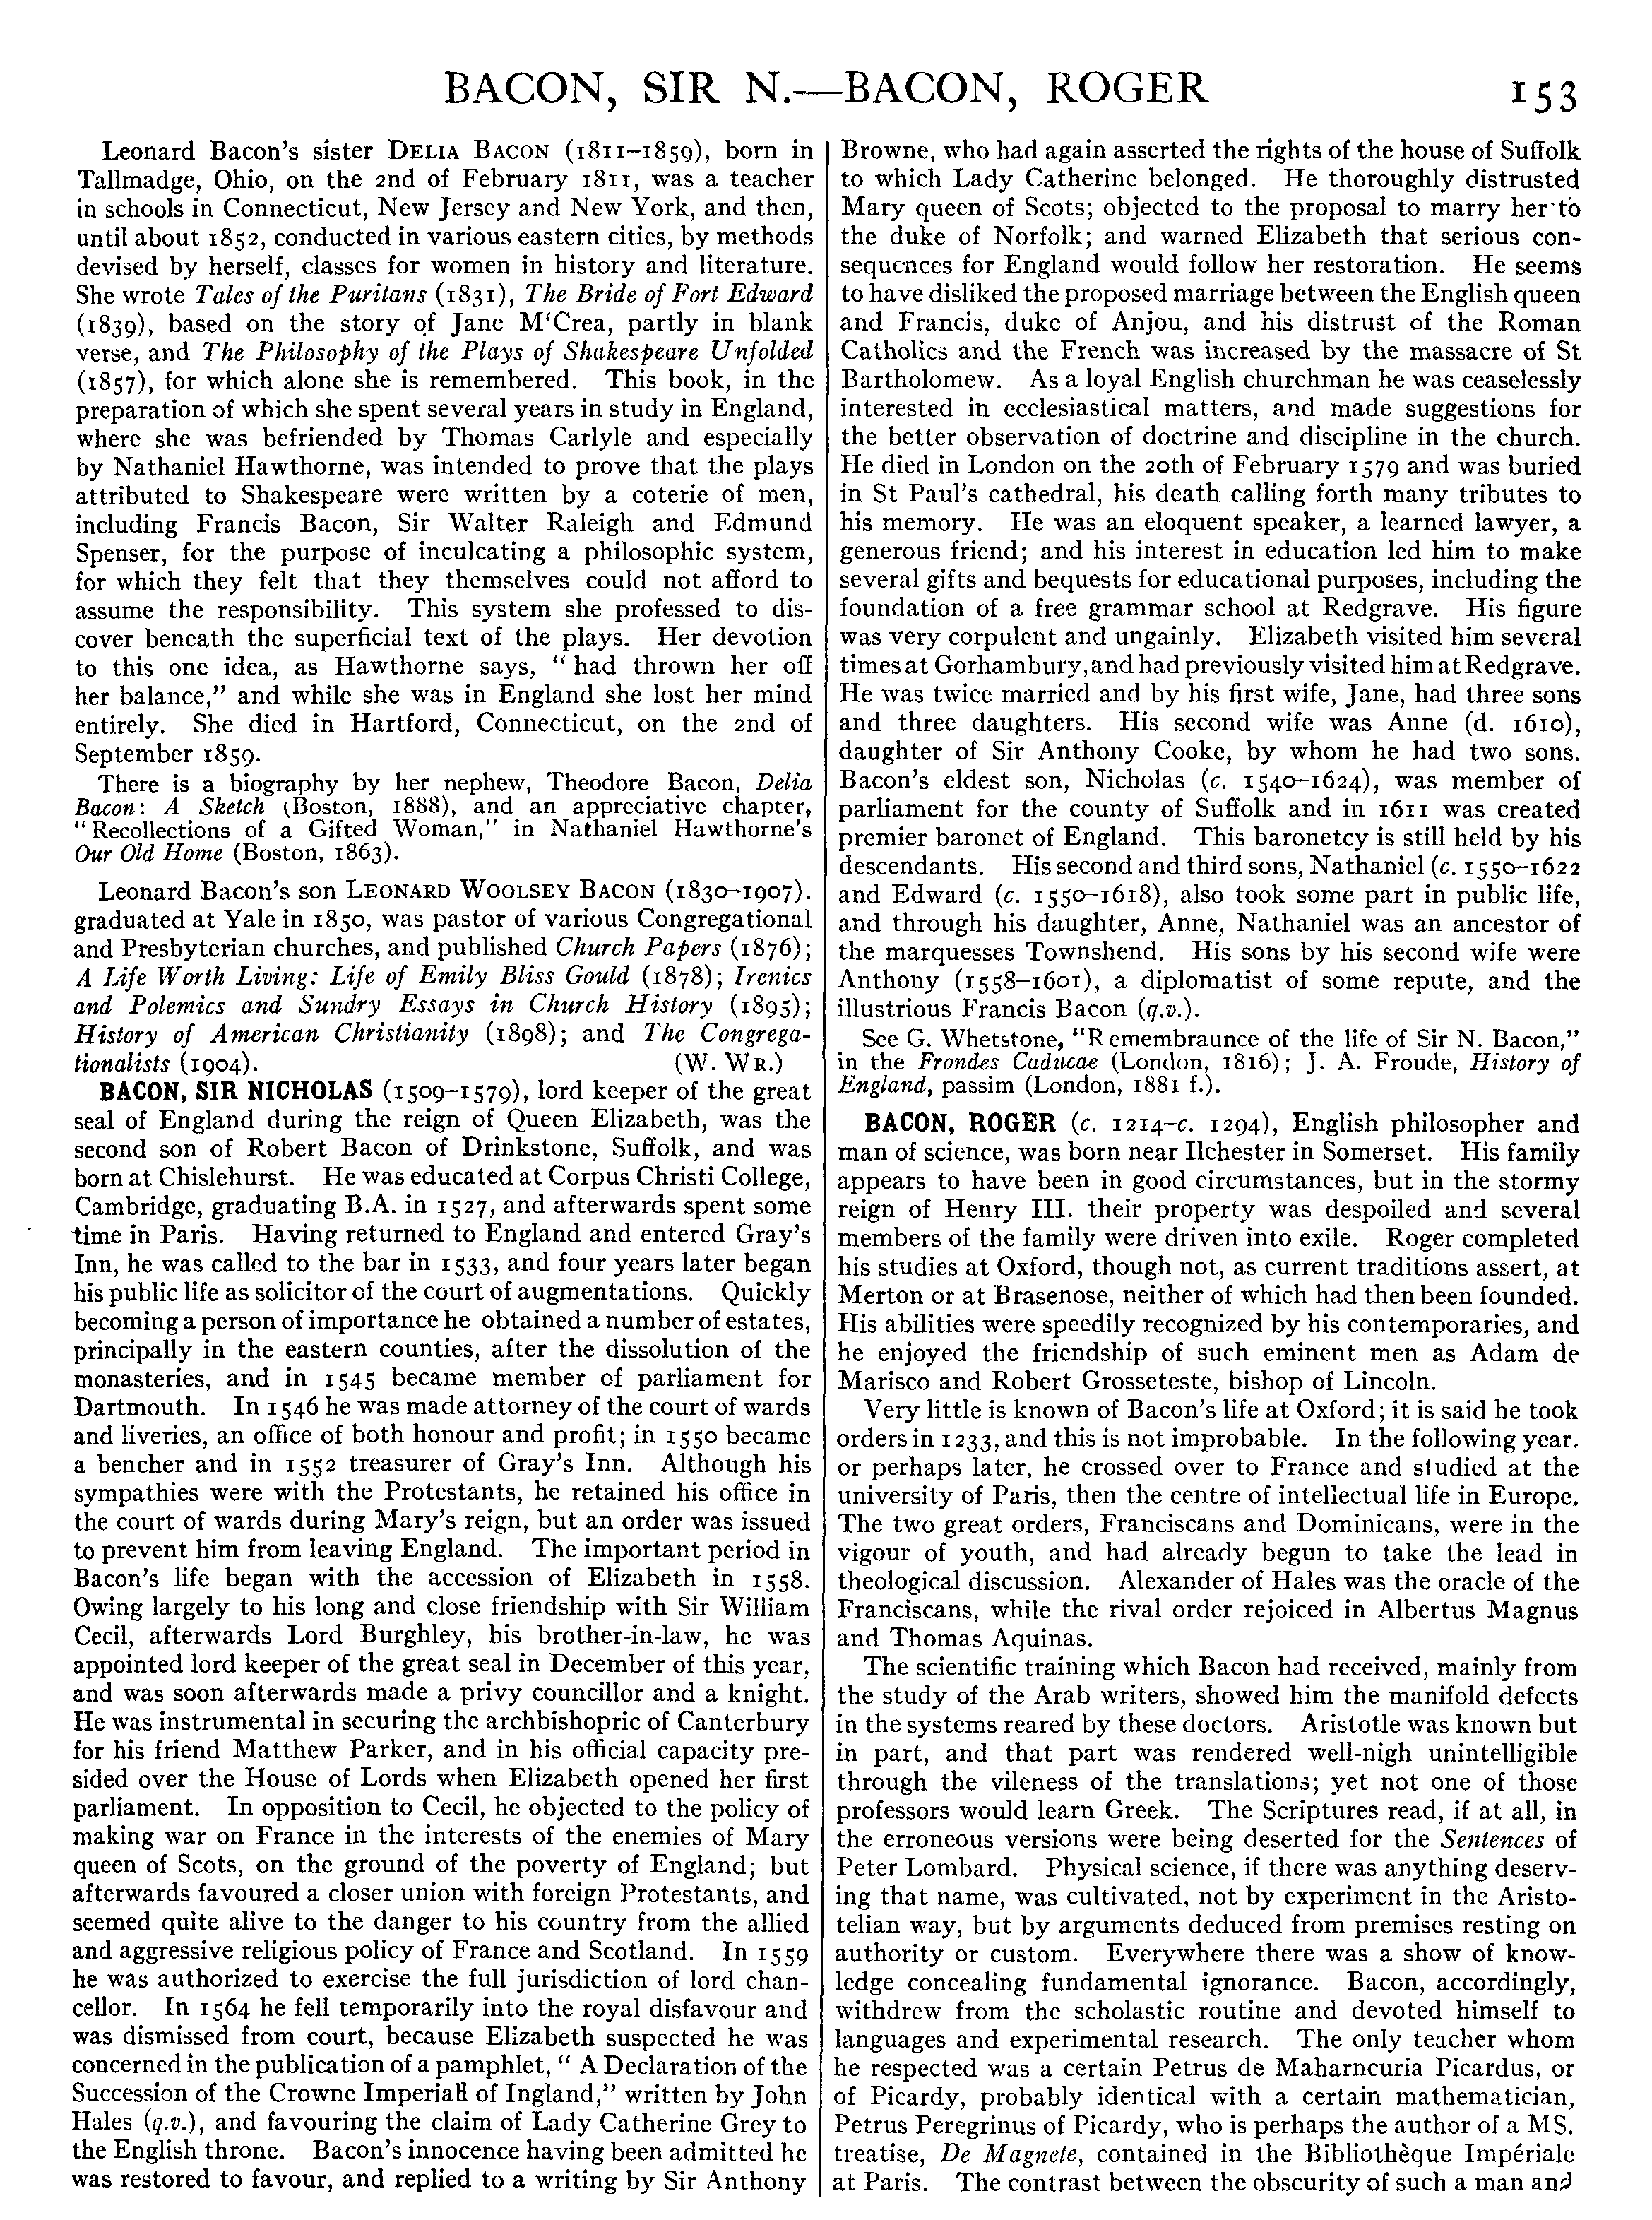 BACON, SIR N.—BACON, ROGER 153
Leonard Bacon's sister DELIA BACON (1811–1859), born in
Tallmadge, Ohio, on the 2nd of February 1811, was a teacher
in schools in Connecticut, New Jersey and New York, and then,
until about 1852, conducted in various eastern cities, by methods
devised by herself, classes for women in history and literature.
She wrote Tales of the Puritans (1831), The Bride of Fort Edward
(1839), based on the story of Jane M‘Crea, partly in blank
verse, and The Philosophy of the Plays of Shakespeare Unfolded
(1857), for which alone she is remembered. This book, in the
preparation of which she spent several years in study in England,
where she was befriended by Thomas Carlyle and especially
by Nathaniel Hawthorne, was intended to prove that the plays
attributed to Shakespeare were written by a coterie of men,
including Francis Bacon, Sir Walter Raleigh and Edmund
Spenser, for the purpose of inculcating a philosophic system,
for which they felt that they themselves could not afford to
assume the responsibility. This system she professed to dis-
cover beneath the superficial text of the plays. Her devotion
to this one idea, as Hawthorne says, “ had thrown her off
her balance,” and while she was in England she lost her mind
entirely. She died in Hartford, Connecticut, on the 2nd of
September 1859.
There is a biography by her nephew, Theodore Bacon, Delia
Bacon: A Sketch (Boston, 1888), and an appreciative chapter,
“ Recollections of a Gifted Woman,” in Nathaniel Hawthorne's
Our Old Home (Boston, 1863).
Leonard Bacon's son LEONARD WOOLSEY BACON (1830–1907).
graduated at Yale in 1850, was pastor of various Congregational
and Presbyterian churches, and published Church Papers (1876);
A Life Worth Living: Life of Emily Bliss Gould (1878); Irenics
and Polemics and Sundry Essays in Church History (1895);
History of American Christianity (1898); and The Congrega-
tionalists (1904). (W. WR.)
BACON, SIR NICHOLAS (1509–1579), lord keeper of the great
seal of England during the reign of Queen Elizabeth, was the
second son of Robert Bacon of Drinkstone, Suffolk, and was
born at Chislehurst. He was educated at Corpus Christi College,
Cambridge, graduating B.A. in 1527, and afterwards spent some
time in Paris. Having returned to England and entered Gray's
Inn, he was called to the bar in 1533, and four years later began
his public life as solicitor of the court of augmentations. Quickly
becoming a person of importance he obtained a number of estates,
principally in the eastern counties, after the dissolution of the
monasteries, and in 1545 became member of parliament for
Dartmouth. In 1546 he was made attorney of the court of wards
and liveries, an office of both honour and profit; in 1550 became
a bencher and in 1552 treasurer of Gray's Inn. Although his
sympathies were with the Protestants, he retained his office in
the court of wards during Mary's reign, but an order was issued
to prevent him from leaving England. The important period in
Bacon's life began with the accession of Elizabeth in 1558.
Owing largely to his long and close friendship with Sir William
Cecil, afterwards Lord Burghley, his brother-in-law, he was
appointed lord keeper of the great seal in December of this year,
and was soon afterwards made a privy councillor and a knight.
He was instrumental in securing the archbishopric of Canterbury
for his friend Matthew Parker, and in his official capacity pre-
sided over the House of Lords when Elizabeth opened her first
parliament. In opposition to Cecil, he objected to the policy of
making war on France in the interests of the enemies of Mary
queen of Scots, on the ground of the poverty of England; but
afterwards favoured a closer union with foreign Protestants, and
seemed quite alive to the danger to his country from the allied
and aggressive religious policy of France and Scotland. In 1559
he was authorized to exercise the full jurisdiction of lord chan-
cellor. In 1564 he fell temporarily into the royal disfavour and
was dismissed from court, because Elizabeth suspected he was
concerned in the publication of a pamphlet, “ A Declaration of the
Succession of the Crowne Imperiall of Ingland,” written by John
Hales (q.v.), and favouring the claim of Lady Catherine Grey to
the English throne. Bacon's innocence having been admitted he
was restored to favour, and replied to a writing by Sir Anthony
Browne, who had again asserted the rights of the house of Suffolk
to which Lady Catherine belonged. He thoroughly distrusted
Mary queen of Scots; objected to the proposal to marry her to
the duke of Norfolk; and warned Elizabeth that serious con-
sequences for England would follow her restoration. He seems
to have disliked the proposed marriage between the English queen
and Francis, duke of Anjou, and his distrust of the Roman
Catholics and the French was increased by the massacre of St
Bartholomew. As a loyal English churchman he was ceaselessly
interested in ecclesiastical matters, and made suggestions for
the better observation of doctrine and discipline in the church.
He died in London on the 20th of February 1579 and was buried
in St Paul's cathedral, his death calling forth many tributes to
his memory. He was an eloquent speaker, a learned lawyer, a
generous friend; and his interest in education led him to make
several gifts and bequests for educational purposes, including the
foundation of a free grammar school at Redgrave. His figure
was very corpulent and ungainly. Elizabeth visited him several
times at Gorhambury, and had previously visited him at Redgrave.
He was twice married and by his first wife, Jane, had three sons
and three daughters. His second wife was Anne (d. 1610),
daughter of Sir Anthony Cooke, by whom he had two sons.
Bacon's eldest son, Nicholas (c. 1540–1624), was member of
parliament for the county of Suffolk and in 1611 was created
premier baronet of England. This baronetcy is still held by his
descendants. His second and third sons, Nathaniel (c. 1550–1622
and Edward (c. 1550–1618), also took some part in public life,
and through his daughter, Anne, Nathaniel was an ancestor of
the marquesses Townshend. His sons by his second wife were
Anthony (1558–1601), a diplomatist of some repute, and the
illustrious Francis Bacon (q.v.).
See G. Whetstone, “Remembraunce of the life of Sir N. Bacon,”
in the Frondes Caducae (London, 1816); J. A. Froude, History of
England, passim (London, 1881 f.).
BACON, ROGER (c. 1214–c. 1294), English philosopher and
man of science, was born near Ilchester in Somerset. His family
appears to have been in good circumstances, but in the stormy
reign of Henry III. their property was despoiled and several
members of the family were driven into exile. Roger completed
his studies at Oxford, though not, as current traditions assert, at
Merton or at Brasenose, neither of which had then been founded.
His abilities were speedily recognized by his contemporaries, and
he enjoyed the friendship of such eminent men as Adam de
Marisco and Robert Grosseteste, bishop of Lincoln.
Very little is known of Bacon's life at Oxford; it is said he took
orders in 1233, and this is not improbable. In the following year.
or perhaps later, he crossed over to France and studied at the
university of Paris, then the centre of intellectual life in Europe.
The two great orders, Franciscans and Dominicans, were in the
vigour of youth, and had already begun to take the lead in
theological discussion. Alexander of Hales was the oracle of the
Franciscans, while the rival order rejoiced in Albertus Magnus
and Thomas Aquinas.
The scientific training which Bacon had received, mainly from
the study of the Arab writers, showed him the manifold defects
in the systems reared by these doctors. Aristotle was known but
in part, and that part was rendered well-nigh unintelligible
through the vileness of the translations; yet not one of those
professors would learn Greek. The Scriptures read, if at all, in
the erroneous versions were being deserted for the Sentences of
Peter Lombard. Physical science, if there was anything deserv-
ing that name, was cultivated, not by experiment in the Aristo-
telian way, but by arguments deduced from premises resting on
authority or custom. Everywhere there was a show of know-
ledge concealing fundamental ignorance. Bacon, accordingly,
withdrew from the scholastic routine and devoted himself to
languages and experimental research. The only teacher whom
he respected was a certain Petrus de Maharncuria Picardus, or
of Picardy, probably identical with a certain mathematician,
Petrus Peregrinus of Picardy, who is perhaps the author of a MS.
treatise, De Magnete, contained in the Bibliothèque Impériale
at Paris. The contrast between the obscurity of such a man and